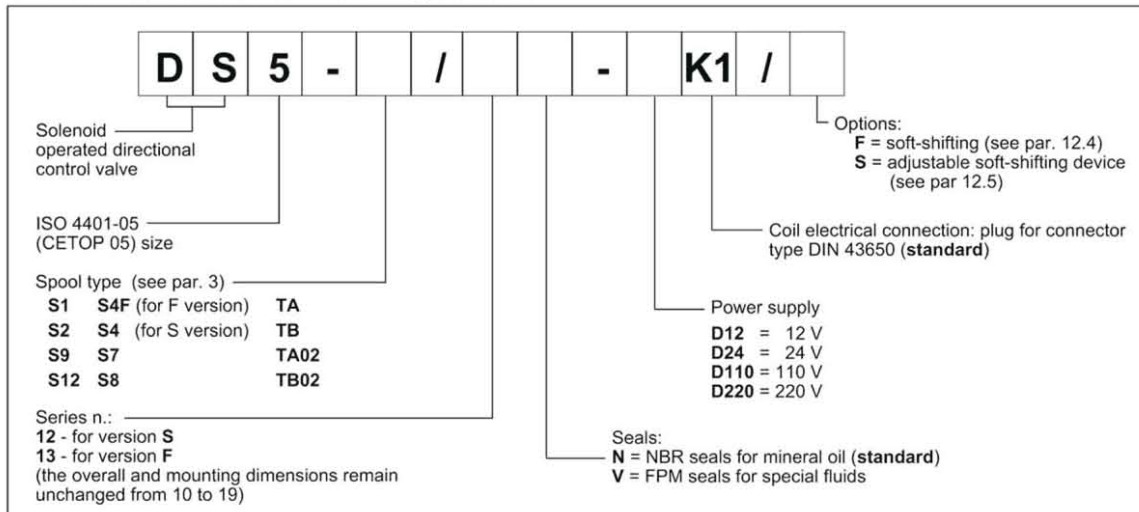 D S 5 - / - K1 /
Solenoid
operated directional
control valve
Options:
F = soft-shifting (see par. 12.4)
S = adjustable soft-shifting device
(see par 12.5)
ISO 4401-05
(CETOP 05) size
Coil electrical connection: plug for connector
type DIN 43650 (standard)
Spool type (see par. 3)
S1 S4F (for F version) TA
S2 S4 (for S version) TB
S9 S7 TA02
S12 S8 TB02
Power supply
D12 = 12 V
D24 = 24 V
D110 = 110 V
D220 = 220 V
Series n.:
12 - for version S
13 - for version F
(the overall and mounting dimensions remain
unchanged from 10 to 19)
Seals:
N = NBR seals for mineral oil (standard)
V = FPM seals for special fluids